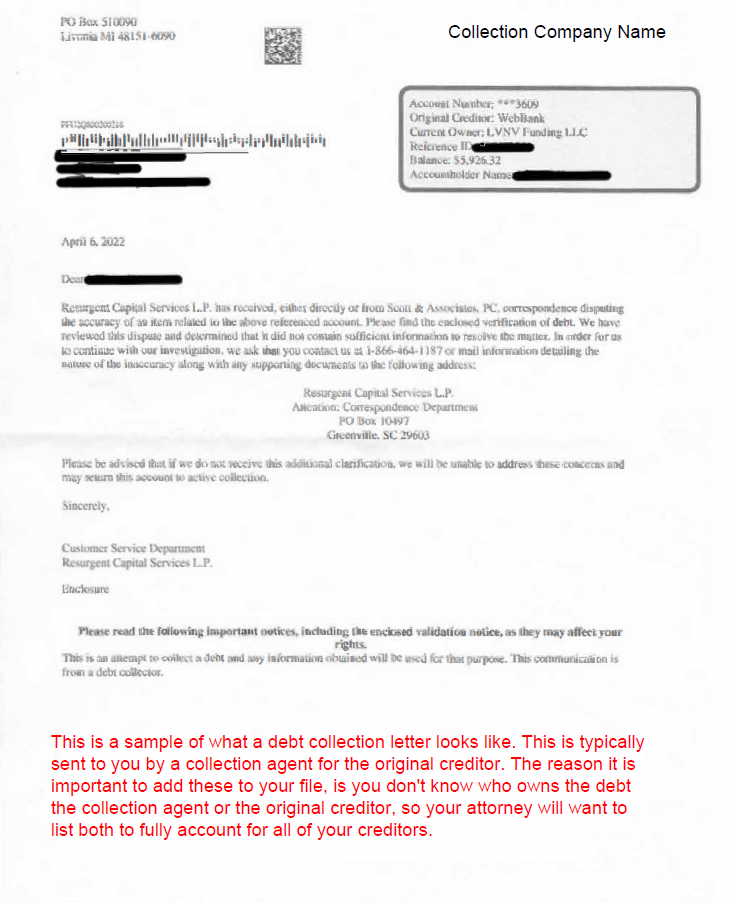 PO Box 510090
Livonia MI 48151-6090
Collection Company Name
Account Number: ***3609
Original Creditor: WebBank
Current Owner: LVNV Funding LLC
Reference ID
Balance: $5,926.32
Accountholder Name
April 6, 2022
Dear
Resurgent Capital Services L.P. has received, either directly or from Scott & Associates, PC, correspondence disputing
the accuracy of an item related to the above referenced account. Please find the enclosed verification of debt. We have
reviewed this dispute and determined that it did not contain sufficient information to resolve the matter. In order for us
to continue with our investigation, we ask that you contact us at 1-866-464-1187 or mail information detailing the
nature of the inaccuracy along with any supporting documents to the following address:
Resurgent Capital Services L.P.
Attention: Correspondence Department
PO Box 10497
Greenville, SC 29603
Please be advised that if we do not receive this additional clarification, we will be unable to address these concerns and
may return this account to active collection.
Sincerely,
Customer Service Department
Resurgent Capital Services L.P.
Enclosure
Please read the following important notices, including the enclosed validation notice, as they may affect your
rights.
This is an attempt to collect a debt and any information obtained will be used for that purpose. This communication is
from a debt collector.
This is a sample of what a debt collection letter looks like. This is typically
sent to you by a collection agent for the original creditor. The reason it is
important to add these to your file, is you don't know who owns the debt
the collection agent or the original creditor, so your attorney will want to
list both to fully account for all of your creditors.